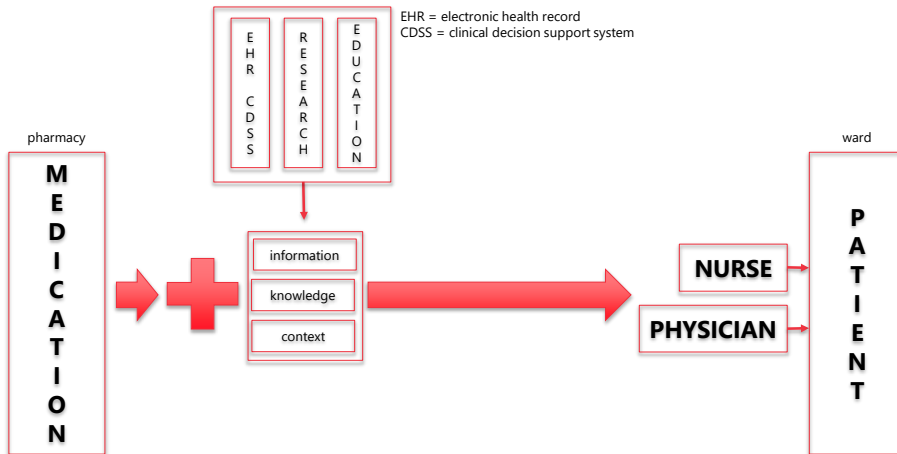 EHR = electronic health record
CDSS = clinical decision support system
EHR CDSS
RESEARCH
EDUCATION
pharmacy
MEDICATION
information
knowledge
context
NURSE
PHYSICIAN
ward
PATIENT